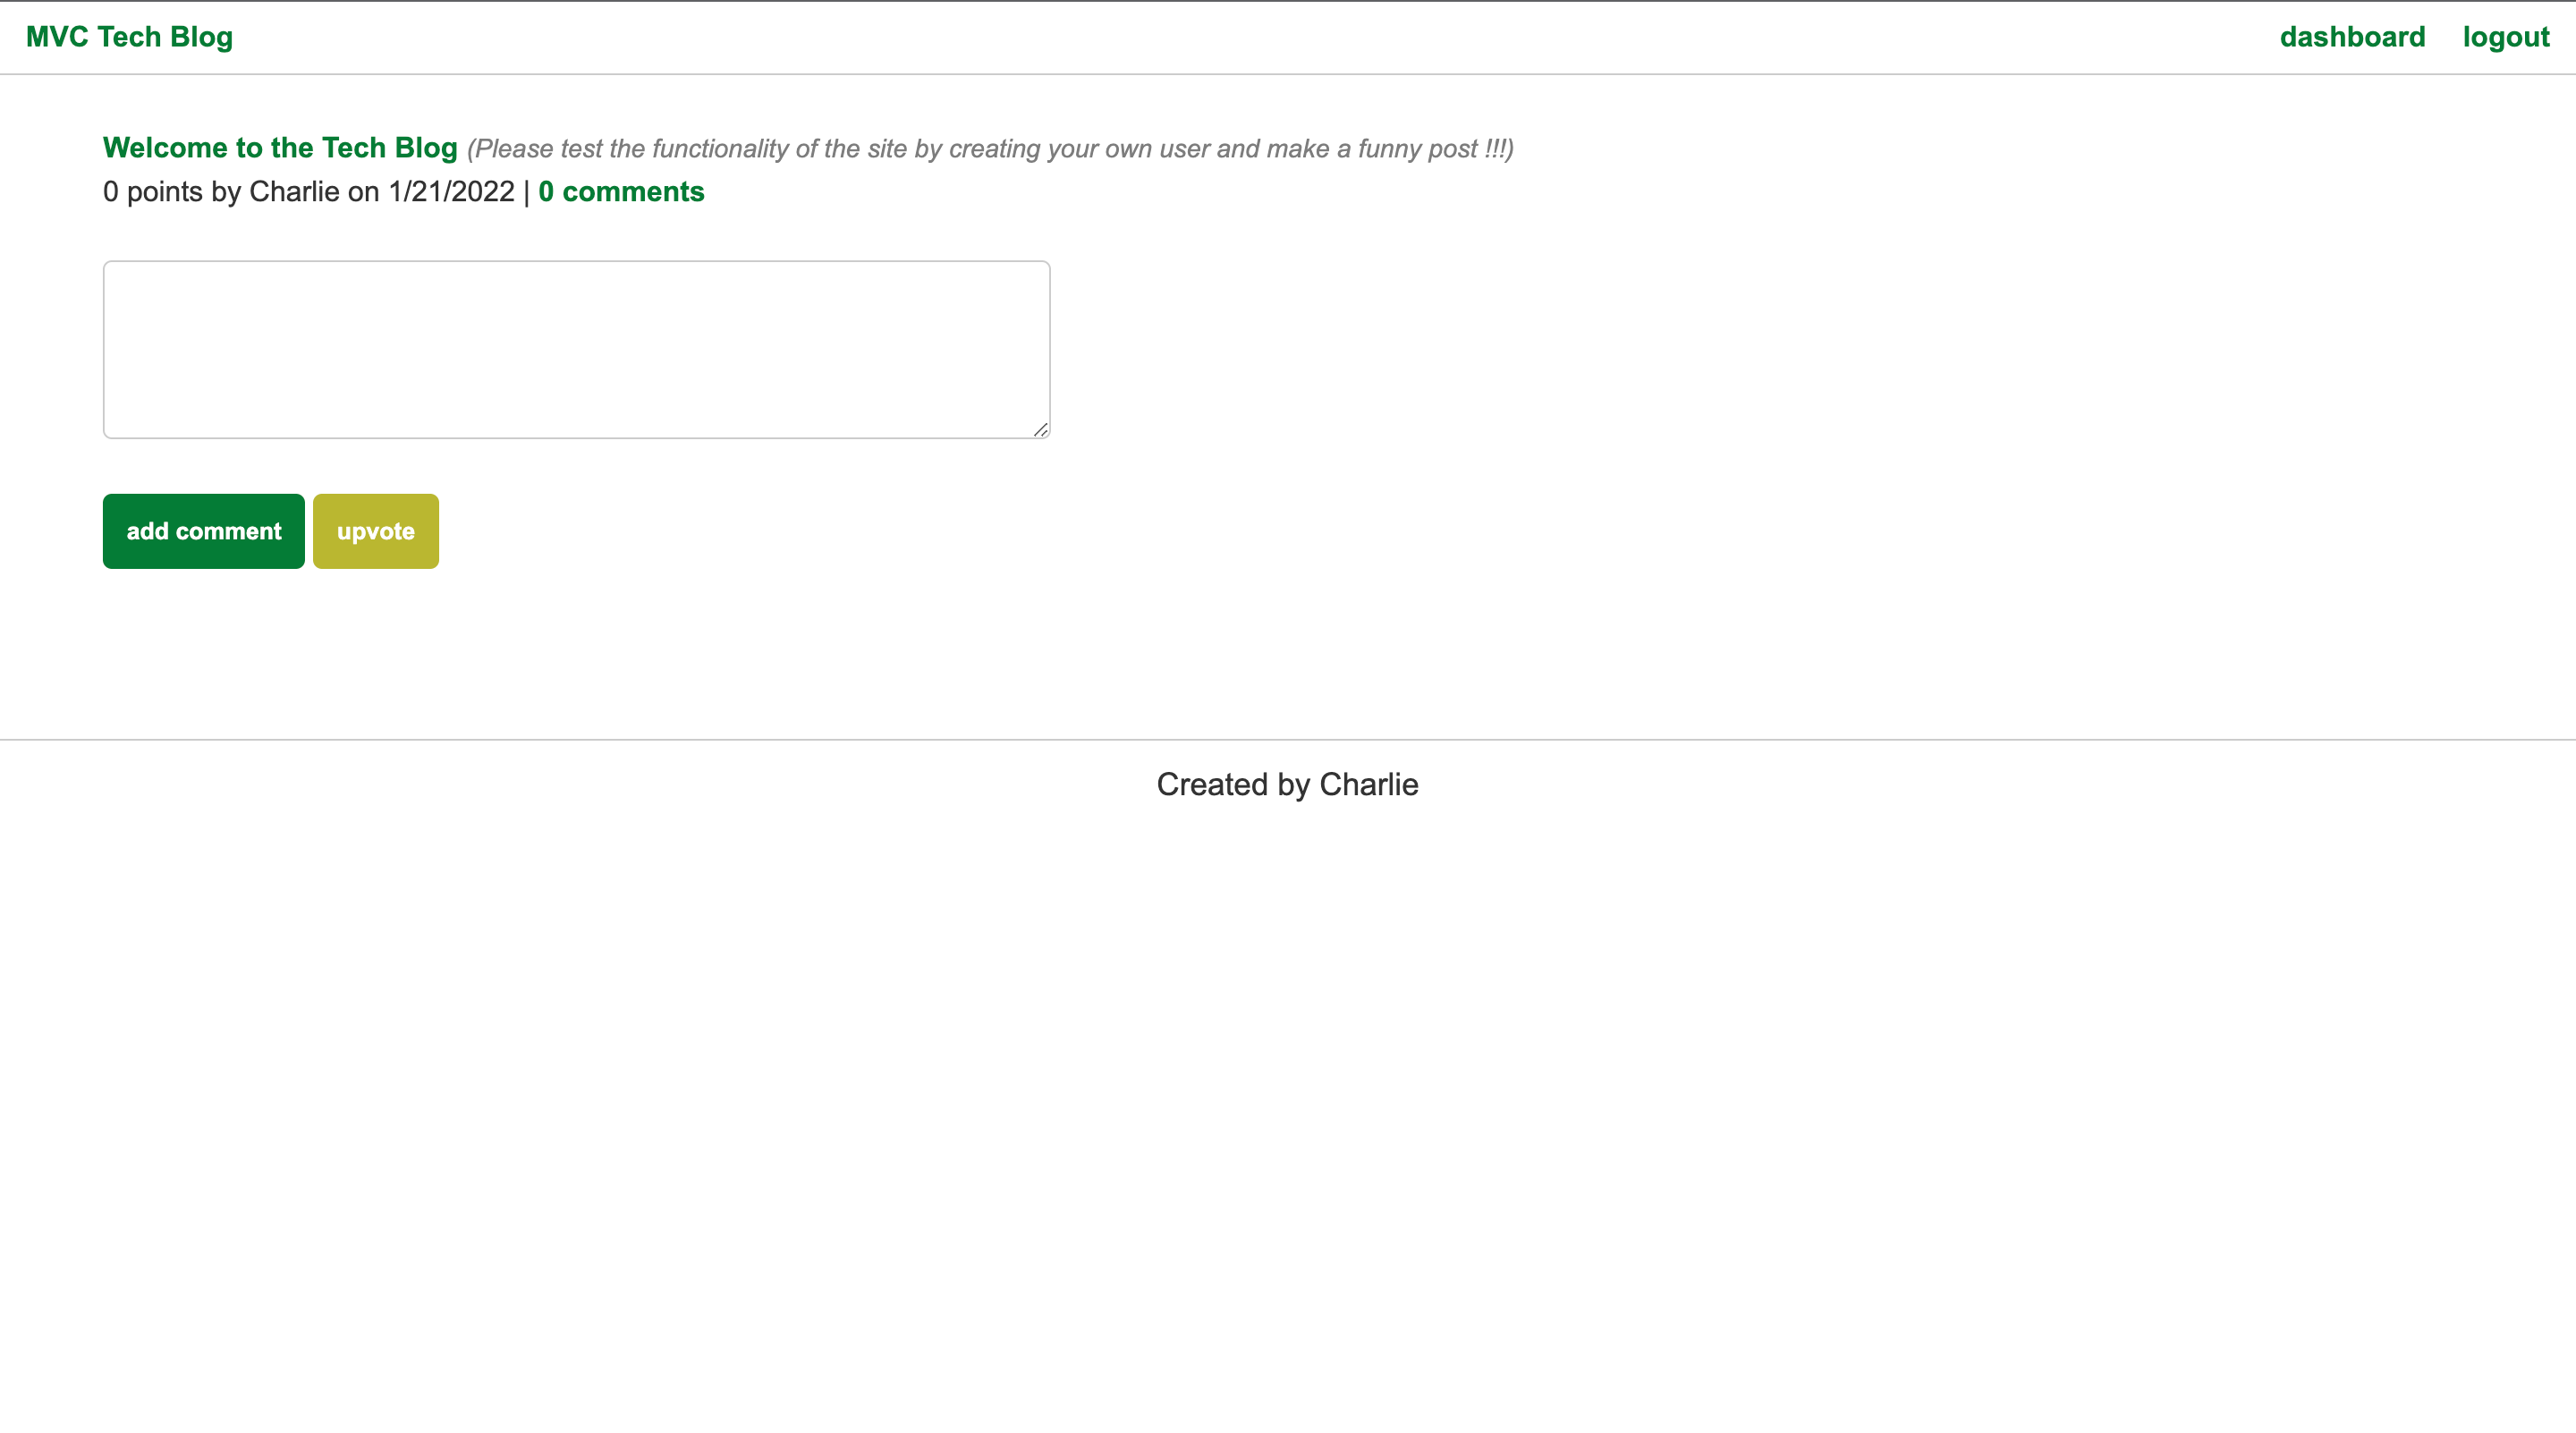 MVC Tech Blog dashboard logout
Welcome to the Tech Blog (Please test the functionality of the site by creating your own user and make a funny post !!!)
0 points by Charlie on 1/21/2022 | 0 comments
add comment upvote
Created by Charlie